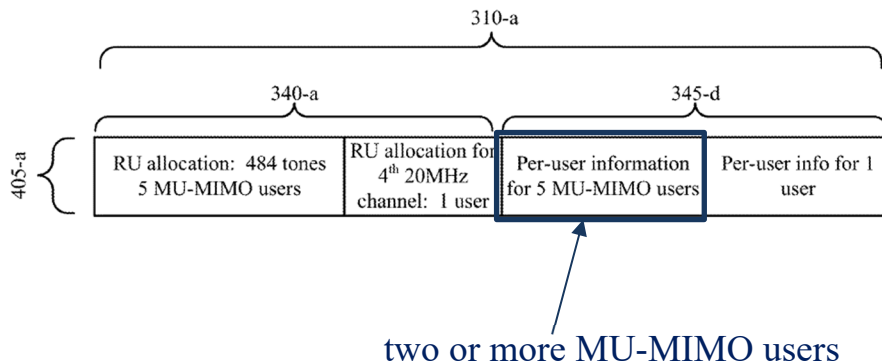 310-a
340-a
345-d
405-a
RU allocation: 484 tones
5 MU-MIMO users
RU allocation for
4th 20MHz
channel: 1 user
Per-user information
for 5 MU-MIMO users
Per-user info for 1
user
two or more MU-MIMO users